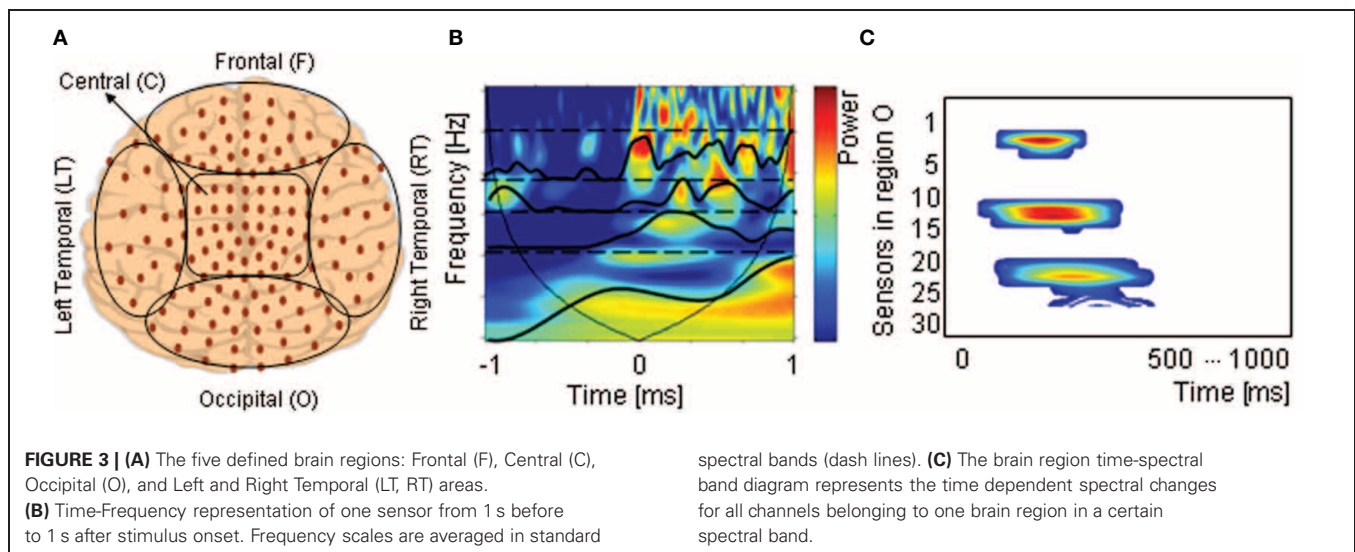 A
Frontal (F)
Central (C)
Left Temporal (LT)
Right Temporal (RT)
Occipital (O)
B
Frequency [Hz]
-1 0 1
Time [ms]
Power
C
Sensors in region O
1
5
10
15
20
25
30
0 500 ... 1000
Time [ms]
FIGURE 3 | (A) The five defined brain regions: Frontal (F), Central (C),
Occipital (O), and Left and Right Temporal (LT, RT) areas.
(B) Time-Frequency representation of one sensor from 1 s before
to 1 s after stimulus onset. Frequency scales are averaged in standard
spectral bands (dash lines). (C) The brain region time-spectral
band diagram represents the time dependent spectral changes
for all channels belonging to one brain region in a certain
spectral band.